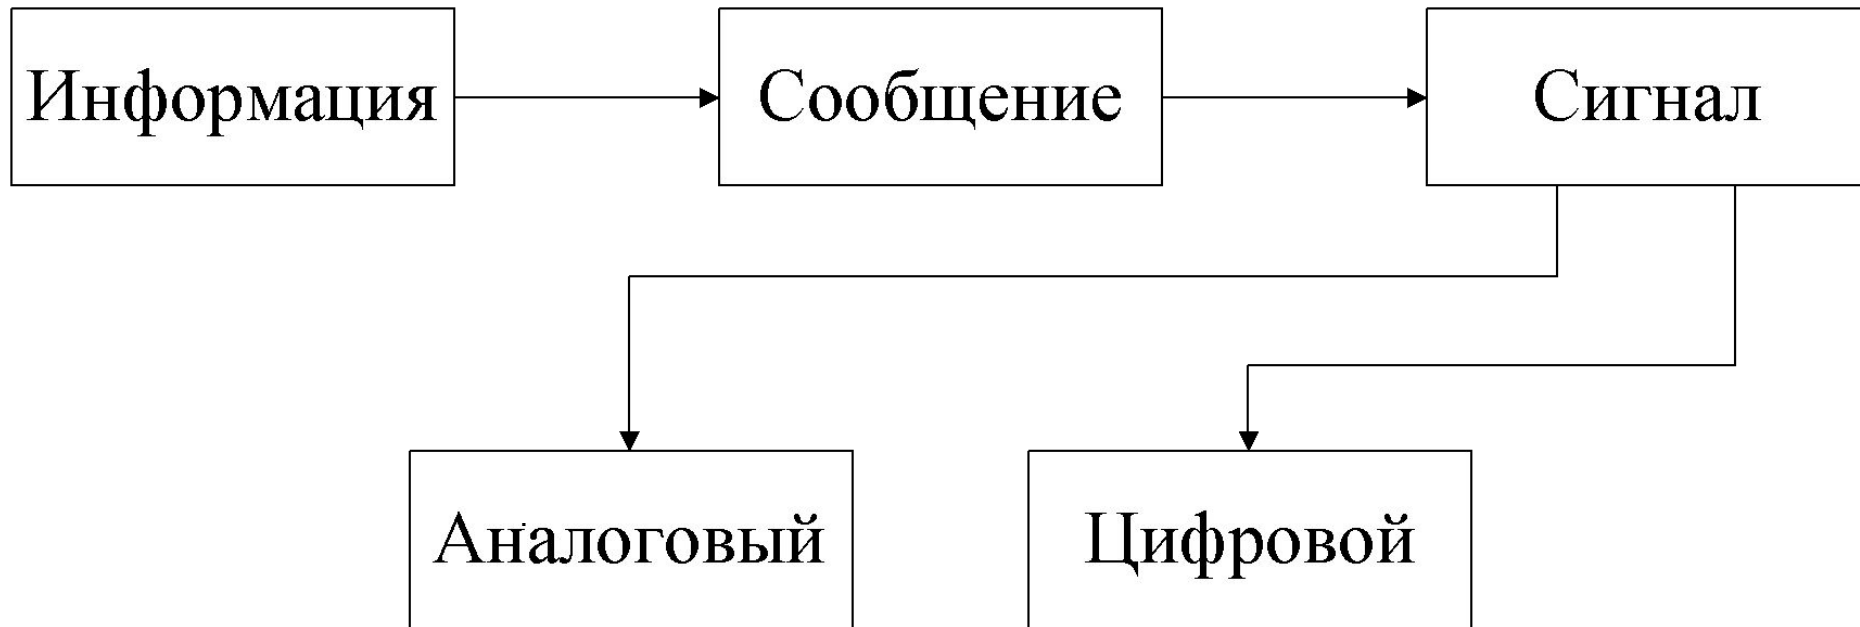 Информация
Сообщение
Сигнал
Аналоговый
Цифровой